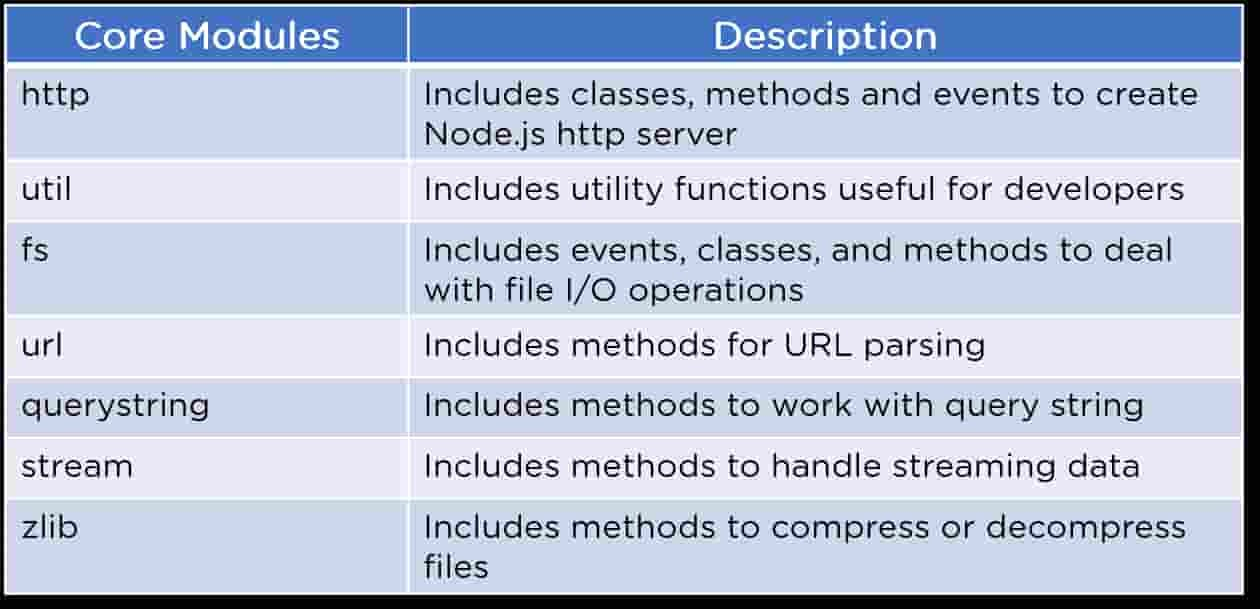 Core Modules Description
http Includes classes, methods and events to create
Node.js http server
util Includes utility functions useful for developers
fs Includes events, classes, and methods to deal
with file I/O operations
url Includes methods for URL parsing
querystring Includes methods to work with query string
stream Includes methods to handle streaming data
zlib Includes methods to compress or decompress
files